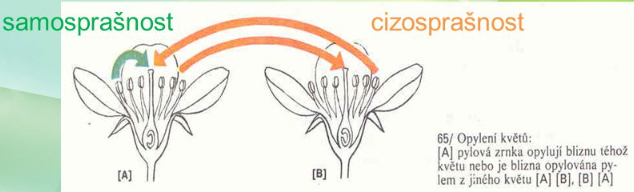 samosprašnost
cizosprašnost
65/ Opylení květů:
[A] pylová zrnka opylují bliznu téhož
květu nebo je blizna opylována py-
lem z jiného květu [A] [B], [B] [A]
[A]
[B]